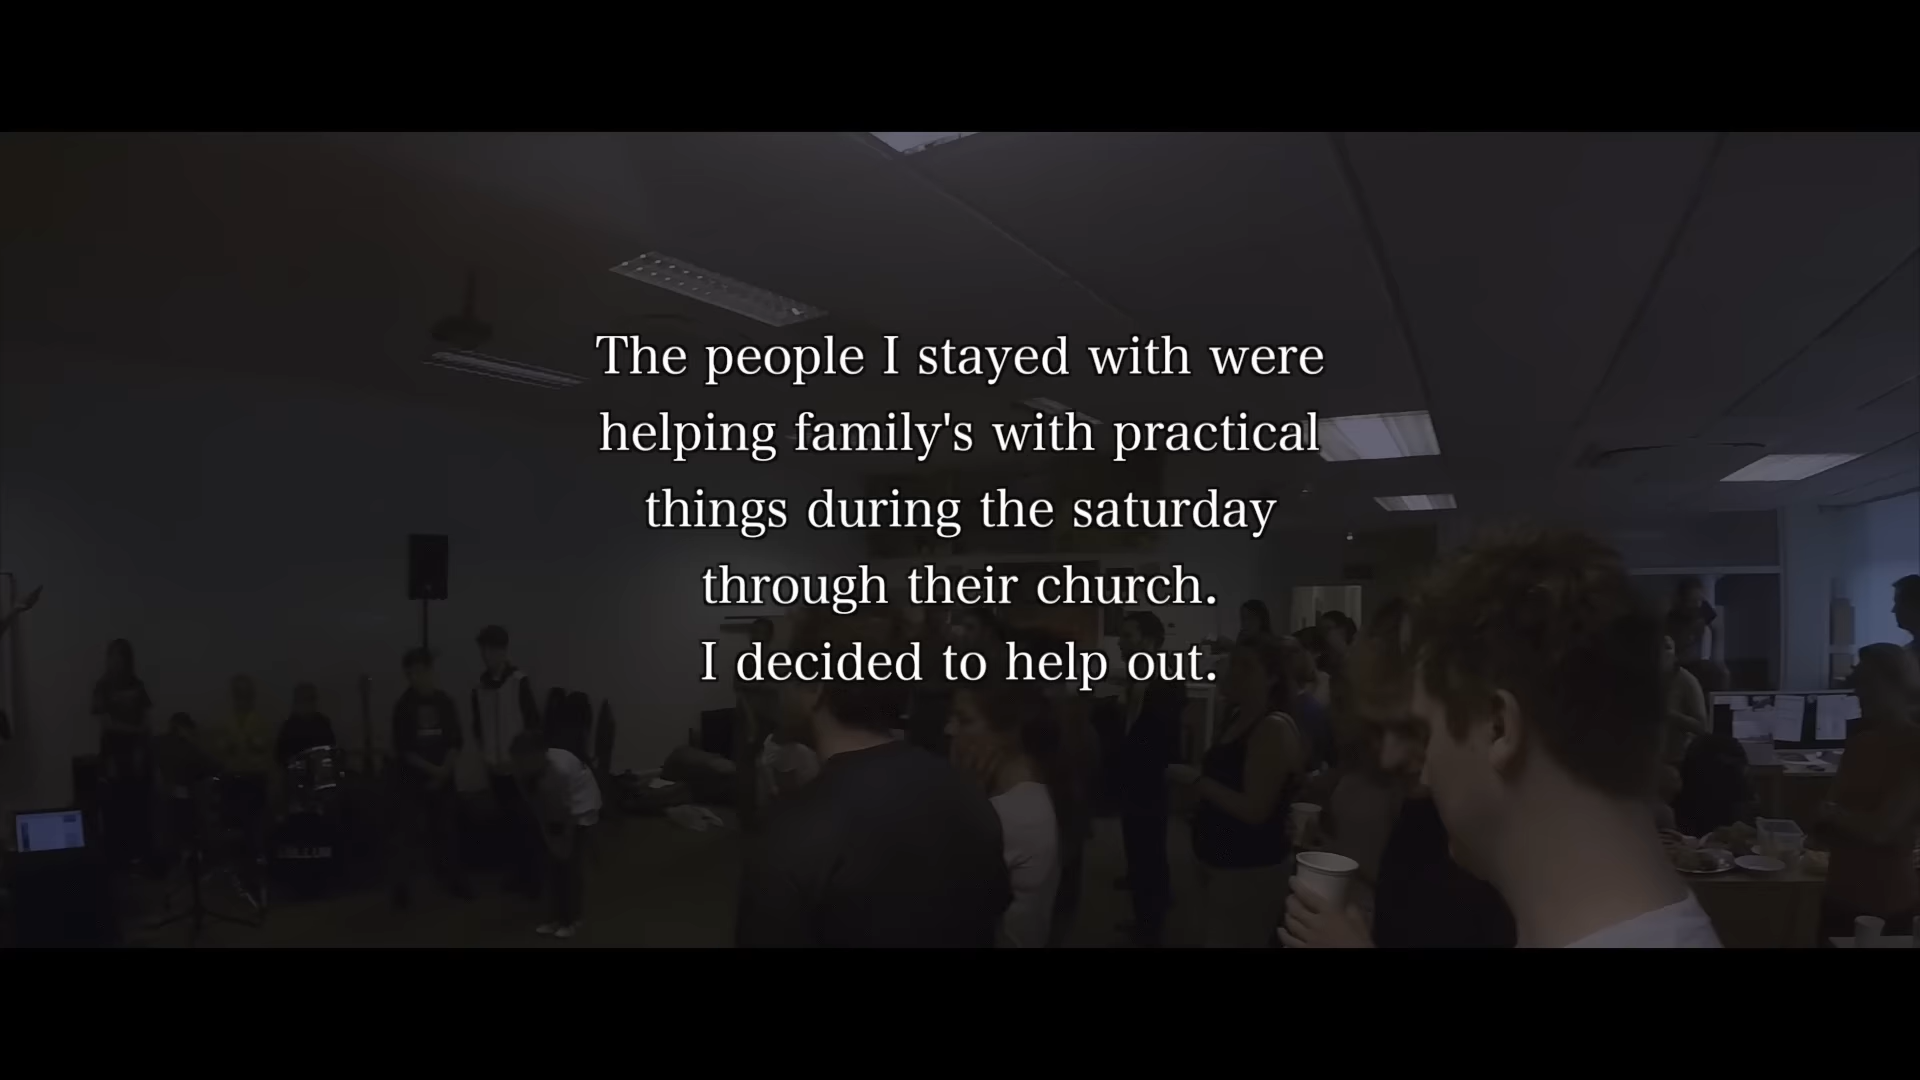 The people I stayed with were
helping family's with practical
things during the saturday
through their church.
I decided to help out.